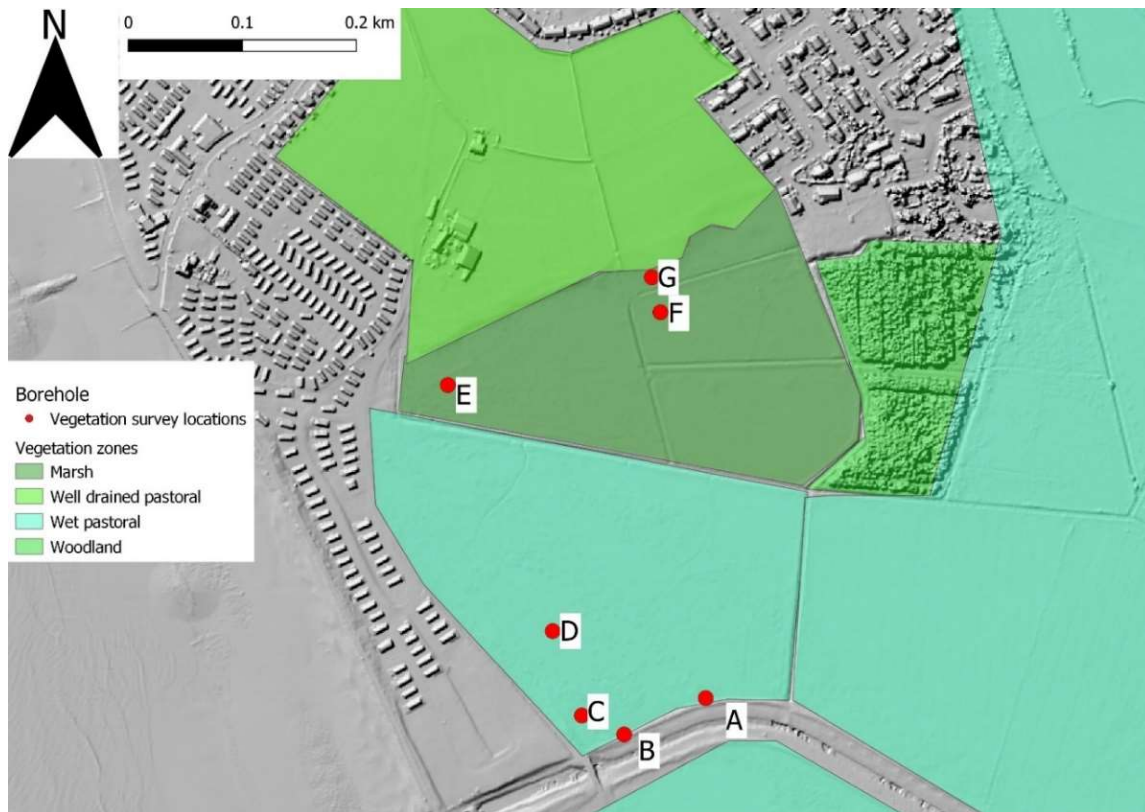 N
0 0.1 0.2 km
G
F
E
Borehole
Vegetation survey locations
Vegetation zones
Marsh
Well drained pastoral
Wet pastoral
Woodland
D
C
A
B